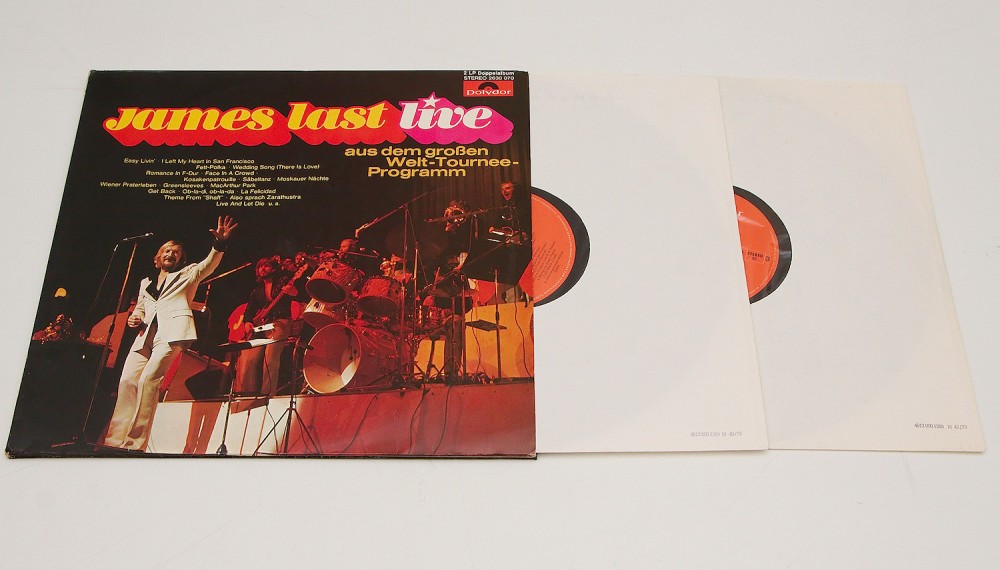 2 LP Doppelalbum
STEREO 2630 070
Polydor
James last live
aus dem großen
Welt-Tournee-
Programm
Easy Livin' · I Left My Heart in San Francisco
Fett-Polka · Wedding Song (There Is Love)
Romance in F-Dur · Face In A Crowd
Kosakenpatrouille · Säbeltanz · Moskauer Nächte
Wiener Praterleben · Greensleeves · MacArthur Park
Get Back · Ob-la-di, ob-la-da · La Felicidad
Theme From "Shaft" · Also sprach Zarathustra
Live And Let Die u. a.